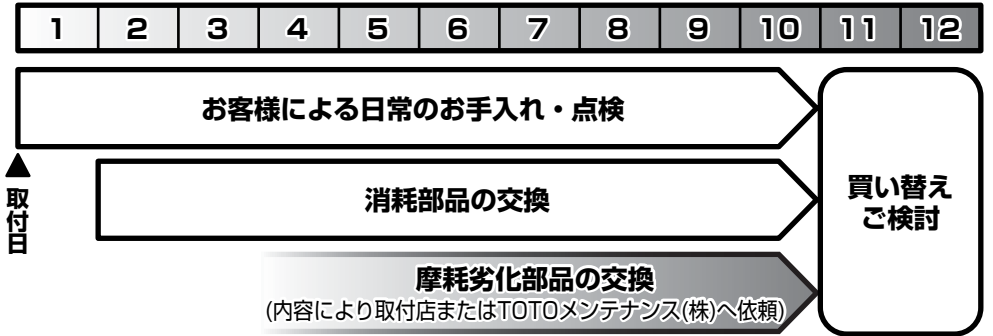 1 2 3 4 5 6 7 8 9 10 11 12
お客様による日常のお手入れ・点検
取付日
消耗部品の交換
買い替え
ご検討
摩耗劣化部品の交換
(内容により取付店またはTOTOメンテナンス(株)へ依頼)